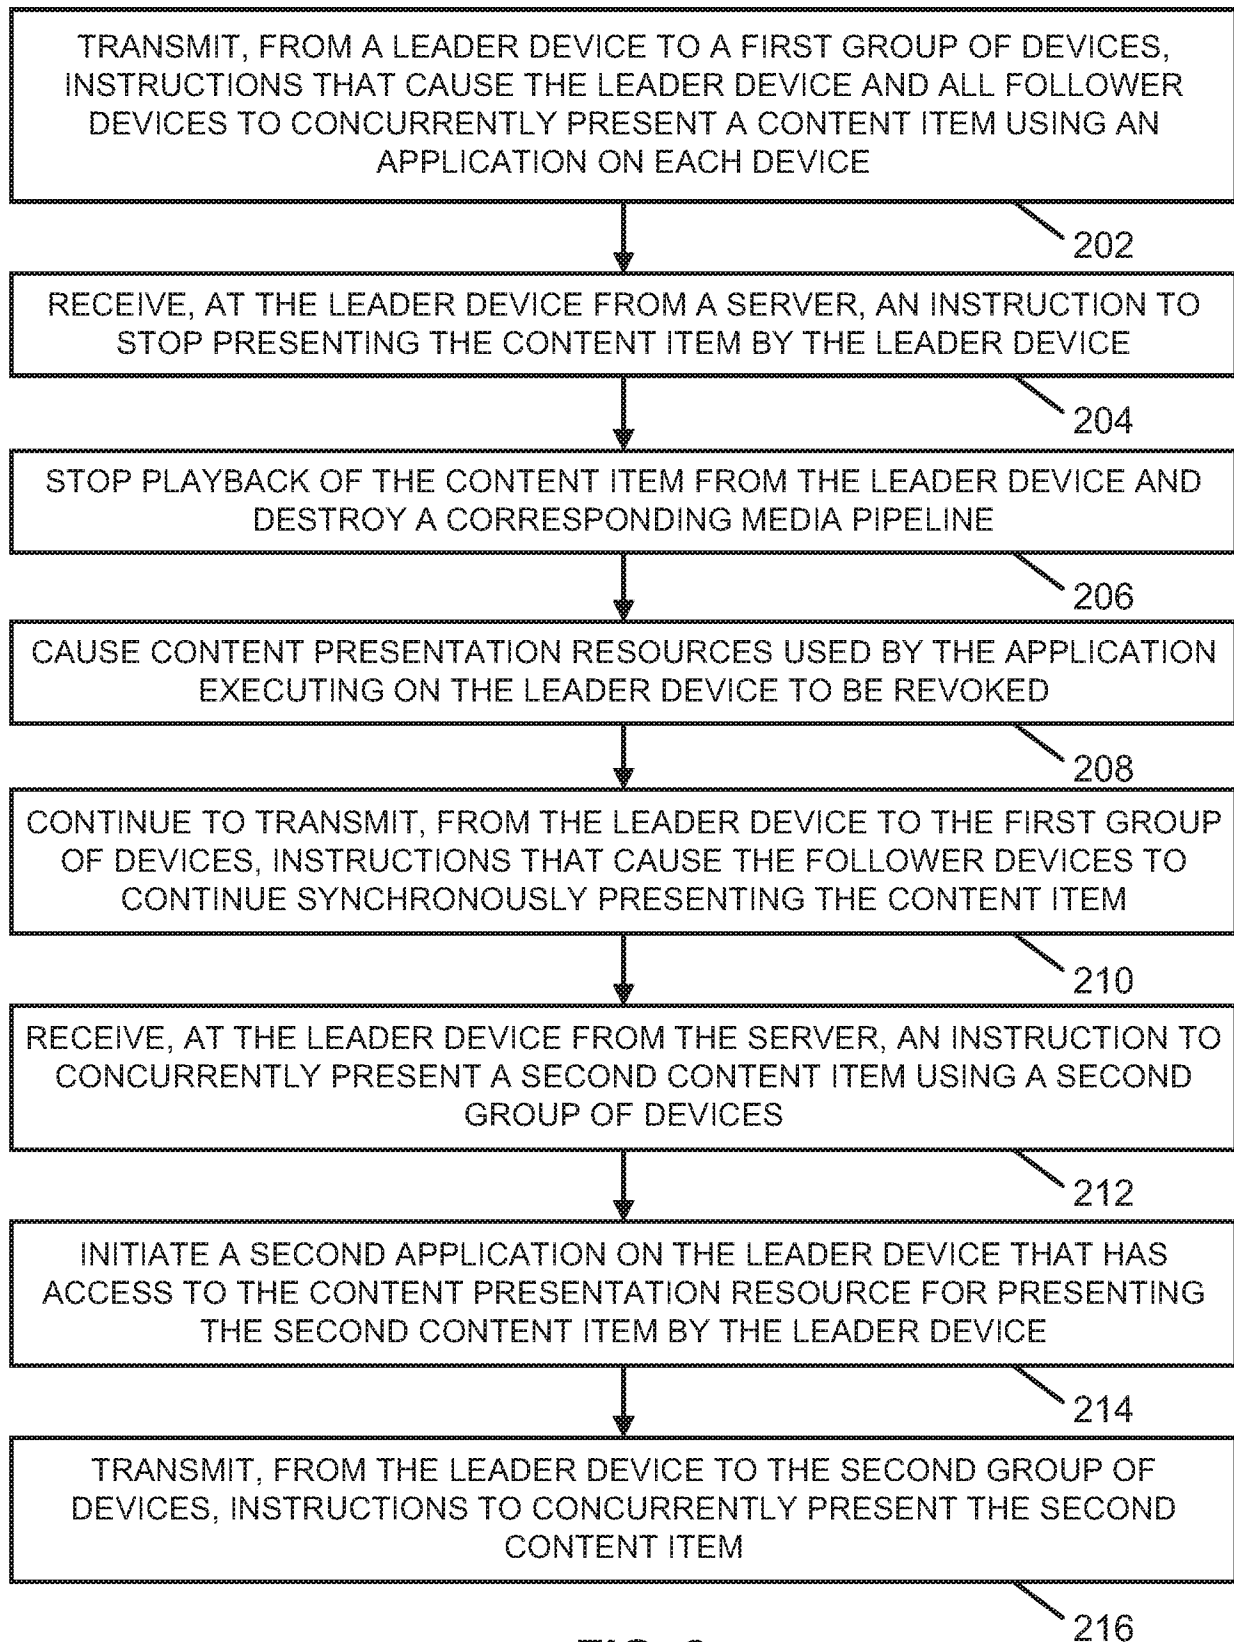 TRANSMIT, FROM A LEADER DEVICE TO A FIRST GROUP OF DEVICES,
INSTRUCTIONS THAT CAUSE THE LEADER DEVICE AND ALL FOLLOWER
DEVICES TO CONCURRENTLY PRESENT A CONTENT ITEM USING AN
APPLICATION ON EACH DEVICE
202
RECEIVE, AT THE LEADER DEVICE FROM A SERVER, AN INSTRUCTION TO
STOP PRESENTING THE CONTENT ITEM BY THE LEADER DEVICE
204
STOP PLAYBACK OF THE CONTENT ITEM FROM THE LEADER DEVICE AND
DESTROY A CORRESPONDING MEDIA PIPELINE
206
CAUSE CONTENT PRESENTATION RESOURCES USED BY THE APPLICATION
EXECUTING ON THE LEADER DEVICE TO BE REVOKED
208
CONTINUE TO TRANSMIT, FROM THE LEADER DEVICE TO THE FIRST GROUP
OF DEVICES, INSTRUCTIONS THAT CAUSE THE FOLLOWER DEVICES TO
CONTINUE SYNCHRONOUSLY PRESENTING THE CONTENT ITEM
210
RECEIVE, AT THE LEADER DEVICE FROM THE SERVER, AN INSTRUCTION TO
CONCURRENTLY PRESENT A SECOND CONTENT ITEM USING A SECOND
GROUP OF DEVICES
212
INITIATE A SECOND APPLICATION ON THE LEADER DEVICE THAT HAS
ACCESS TO THE CONTENT PRESENTATION RESOURCE FOR PRESENTING
THE SECOND CONTENT ITEM BY THE LEADER DEVICE
214
TRANSMIT, FROM THE LEADER DEVICE TO THE SECOND GROUP OF
DEVICES, INSTRUCTIONS TO CONCURRENTLY PRESENT THE SECOND
CONTENT ITEM
216